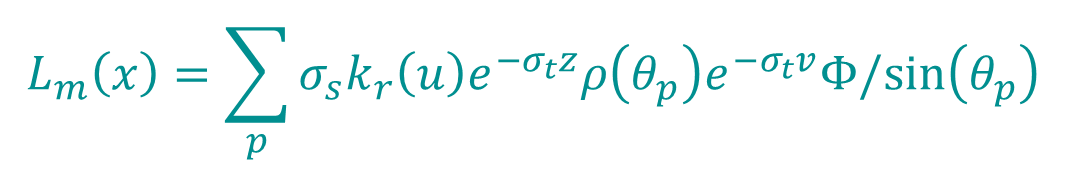 L_m(x) = ∑_p σ_s k_r(u) e^{-σ_t z} ρ(θ_p) e^{-σ_t v} Φ/sin(θ_p)